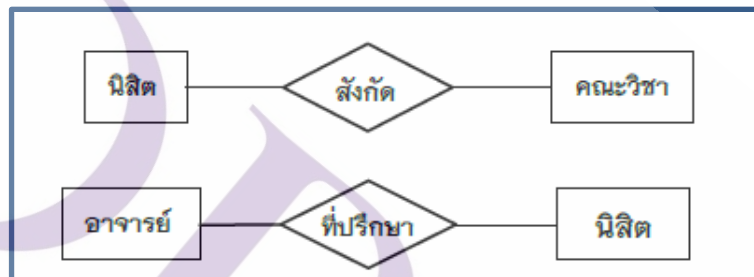 นิสิต สังกัด คณะวิชา
อาจารย์ ที่ปรึกษา นิสิต